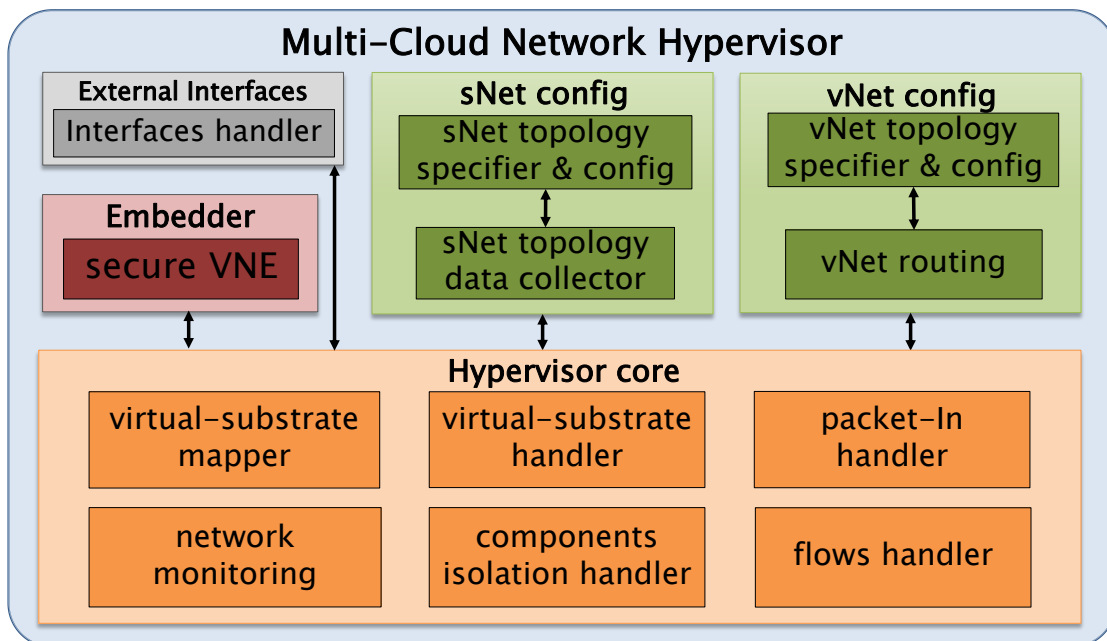 Multi-Cloud Network Hypervisor
External Interfaces
Interfaces handler
Embedder
secure VNE
sNet config
sNet topology
specifier & config
sNet topology
data collector
vNet config
vNet topology
specifier & config
vNet routing
Hypervisor core
virtual-substrate
mapper
virtual-substrate
handler
packet-In
handler
network
monitoring
components
isolation handler
flows handler